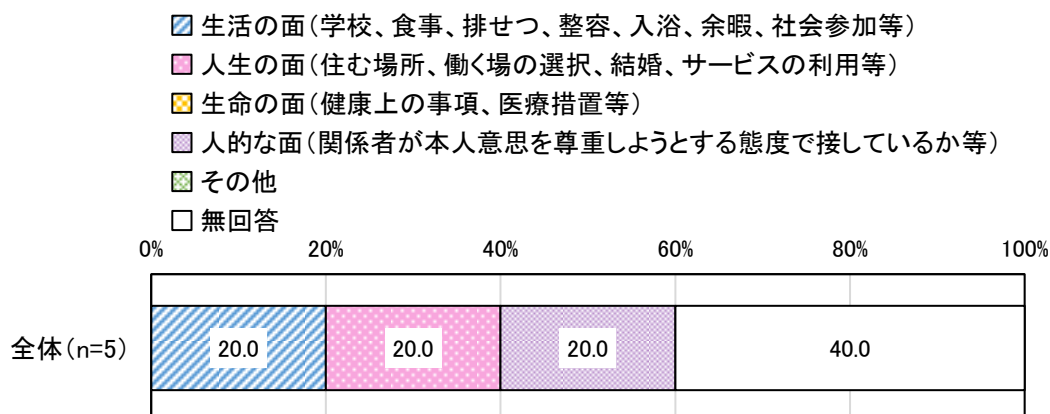 生活の面(学校、食事、排せつ、整容、入浴、余暇、社会参加等)
人生の面(住む場所、働く場の選択、結婚、サービスの利用等)
生命の面(健康上の事項、医療措置等)
人的な面(関係者が本人意思を尊重しようとする態度で接しているか等)
その他
無回答
0% 20% 40% 60% 80% 100%
全体(n=5) 20.0 20.0 20.0 40.0